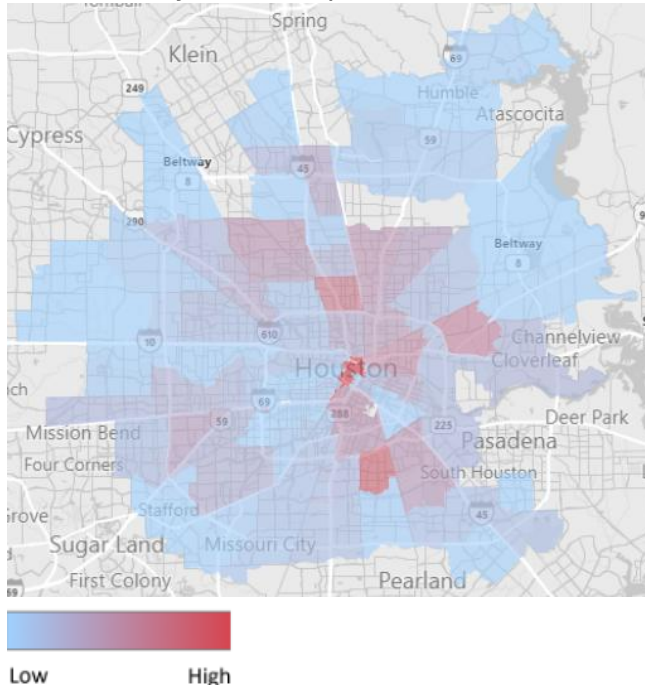 Spring
Klein
69
249
Humble
Atascocita
Cypress
59
Beltway
8
45
290
Beltway
8
610
10
Channelview
Cloverleaf
Houston
69
288
59
225
Deer Park
Mission Bend
Pasadena
Four Corners
South Houston
Stafford
45
Sugar Land
Missouri City
First Colony
Pearland
69
Low High